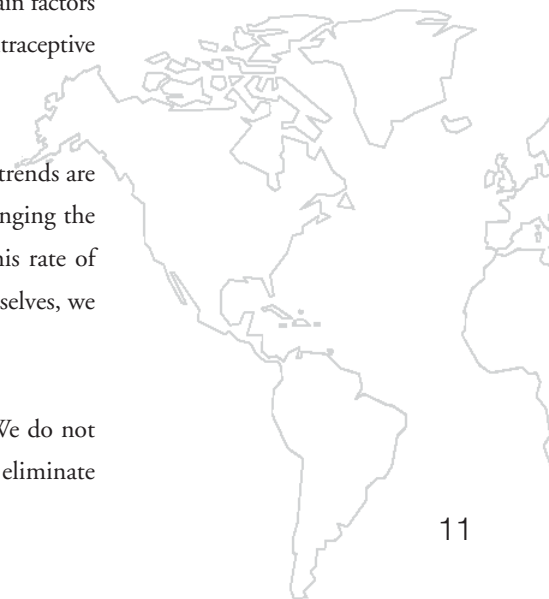 ain factors
traceptive
trends are
nging the
his rate of
selves, we
We do not
eliminate
11